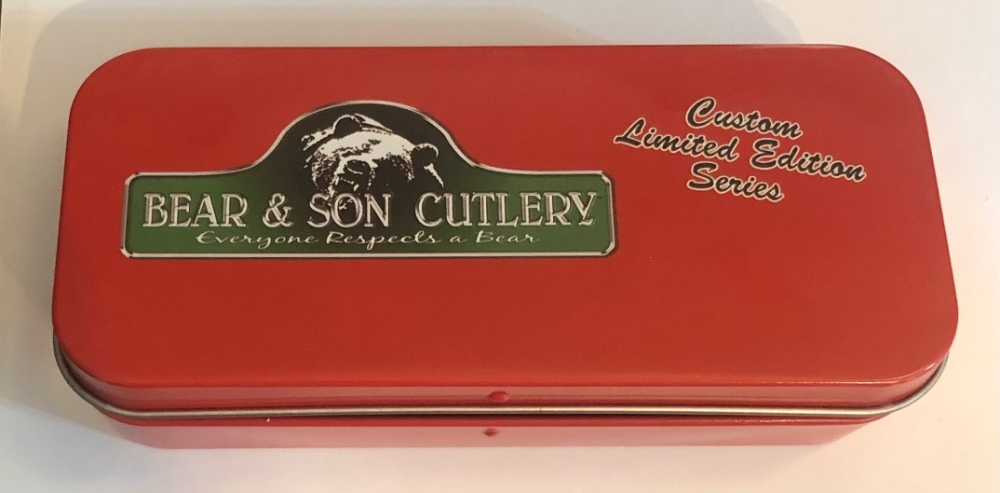 BEAR & SON CUTLERY
Everyone Respects a Bear
Custom
Limited Edition
Series